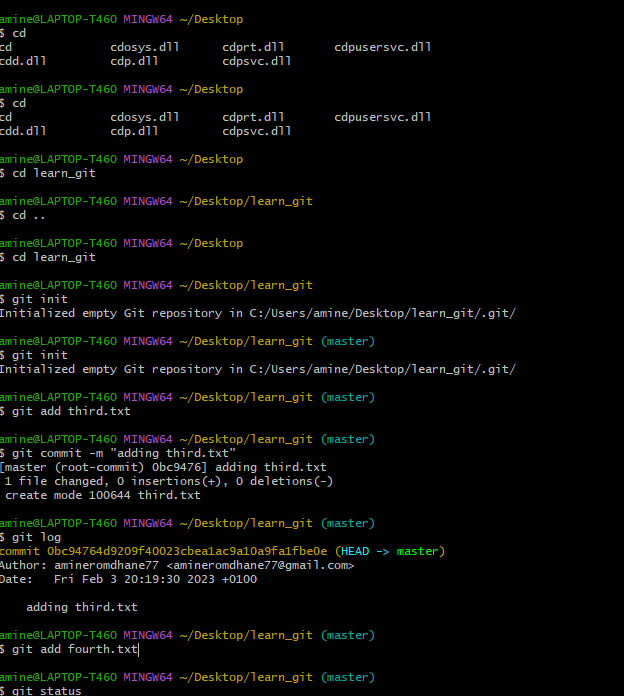 amine@LAPTOP-T460 MINGW64 ~/Desktop
$ cd
cd cdosys.dll cdprt.dll cdpusersvc.dll
cdd.dll cdp.dll cdpsvc.dll
amine@LAPTOP-T460 MINGW64 ~/Desktop
$ cd
cd cdosys.dll cdprt.dll cdpusersvc.dll
cdd.dll cdp.dll cdpsvc.dll
amine@LAPTOP-T460 MINGW64 ~/Desktop
$ cd learn_git
amine@LAPTOP-T460 MINGW64 ~/Desktop/learn_git
$ cd ..
amine@LAPTOP-T460 MINGW64 ~/Desktop
$ cd learn_git
amine@LAPTOP-T460 MINGW64 ~/Desktop/learn_git
$ git init
Initialized empty Git repository in C:/Users/amine/Desktop/learn_git/.git/
amine@LAPTOP-T460 MINGW64 ~/Desktop/learn_git (master)
$ git init
Initialized empty Git repository in C:/Users/amine/Desktop/learn_git/.git/
amine@LAPTOP-T460 MINGW64 ~/Desktop/learn_git (master)
$ git add third.txt
amine@LAPTOP-T460 MINGW64 ~/Desktop/learn_git (master)
$ git commit -m "adding third.txt"
[master (root-commit) 0bc9476] adding third.txt
1 file changed, 0 insertions(+), 0 deletions(-)
create mode 100644 third.txt
amine@LAPTOP-T460 MINGW64 ~/Desktop/learn_git (master)
$ git log
commit 0bc94764d9209f40023cbea1ac9a10a9fa1fbe0e (HEAD -> master)
Author: amineromdhane77 <amineromdhane77@gmail.com>
Date: Fri Feb 3 20:19:30 2023 +0100
adding third.txt
amine@LAPTOP-T460 MINGW64 ~/Desktop/learn_git (master)
$ git add fourth.txt
amine@LAPTOP-T460 MINGW64 ~/Desktop/learn_git (master)
$ git status